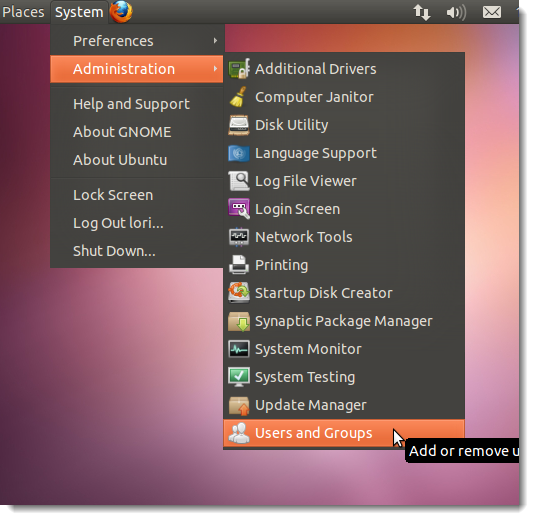 Places System
Preferences
Administration
Help and Support
About GNOME
About Ubuntu
Lock Screen
Log Out lori...
Shut Down...
Additional Drivers
Computer Janitor
Disk Utility
Language Support
Log File Viewer
Login Screen
Network Tools
Printing
Startup Disk Creator
Synaptic Package Manager
System Monitor
System Testing
Update Manager
Users and Groups
Add or remove u